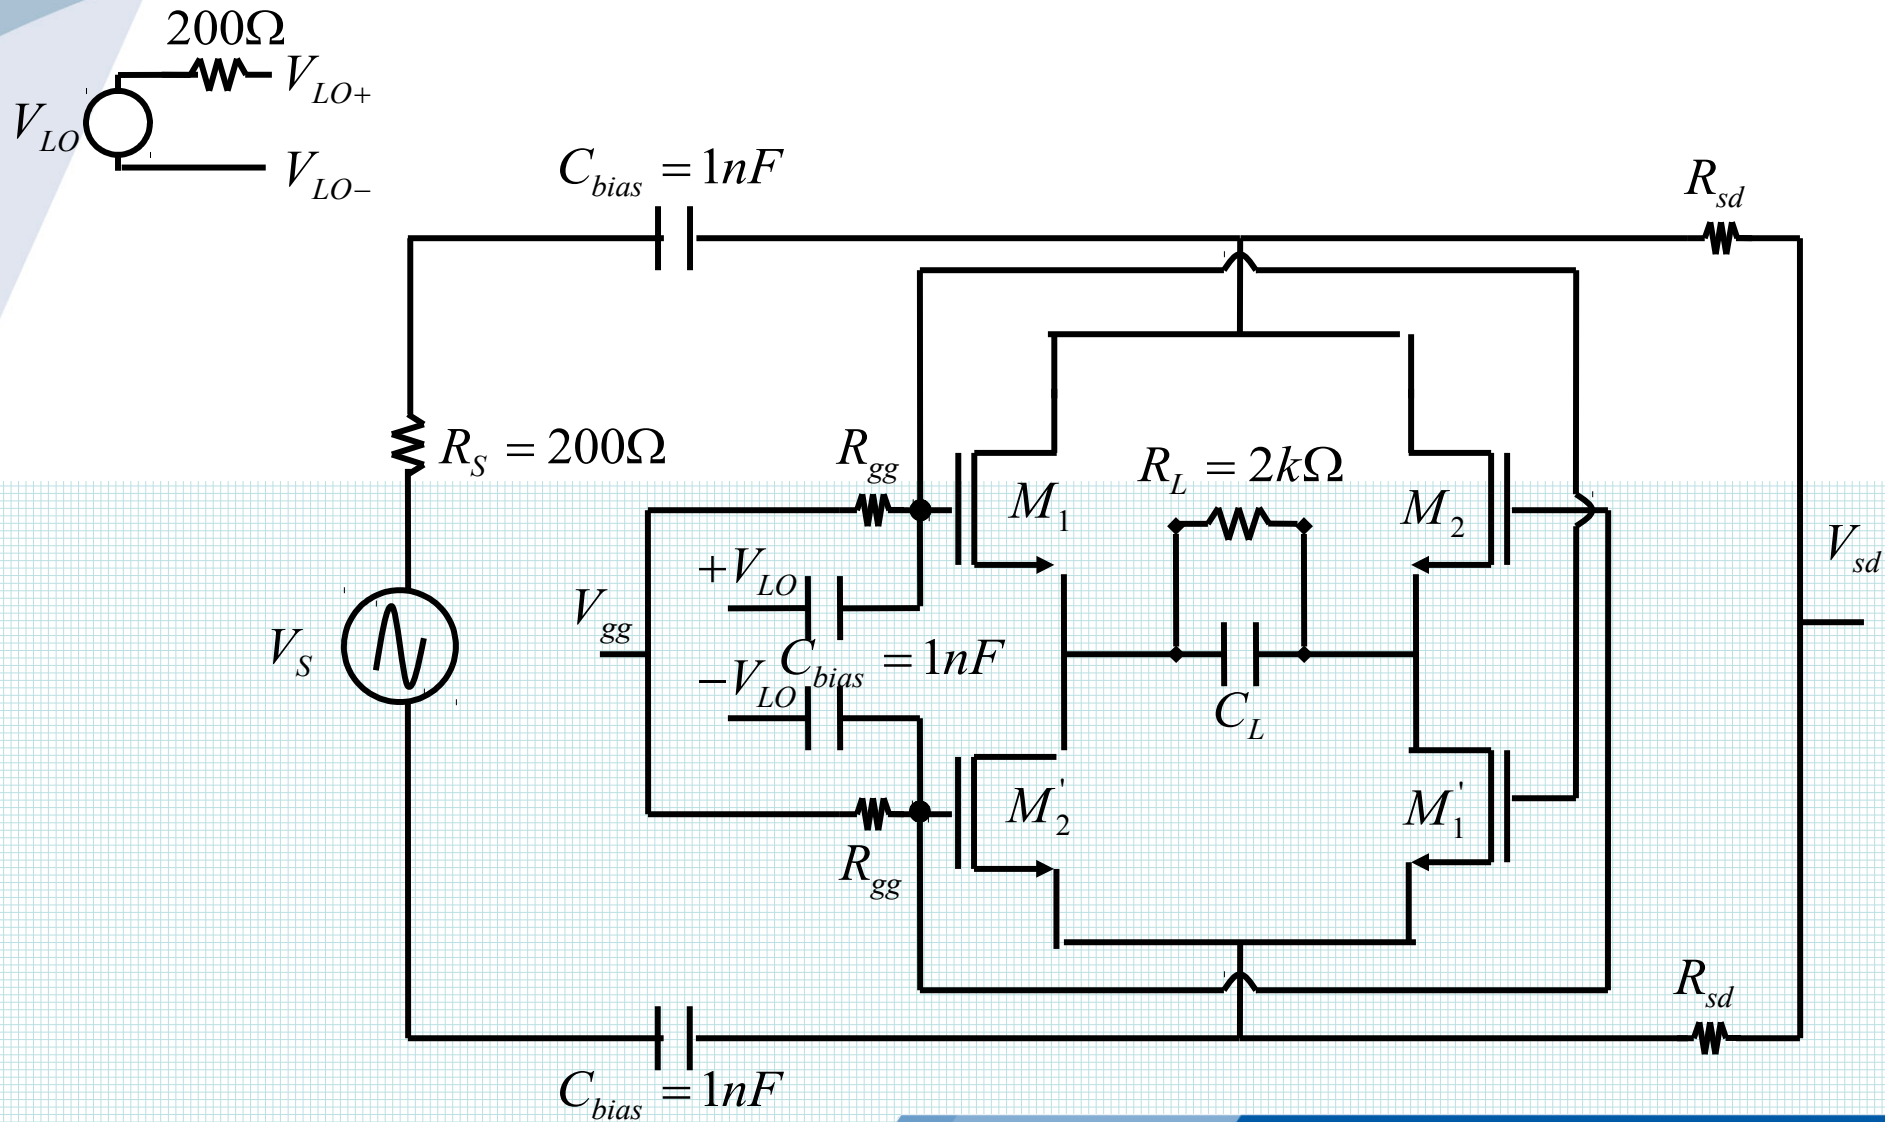 200Ω
V_LO+
V_LO
V_LO−
C_bias = 1nF
R_sd
R_S = 200Ω
R_gg
M_1
R_L = 2kΩ
M_2
V_sd
+V_LO
V_gg
V_S
C_bias = 1nF
−V_LO
C_L
M'_2
M'_1
R_gg
R_sd
C_bias = 1nF